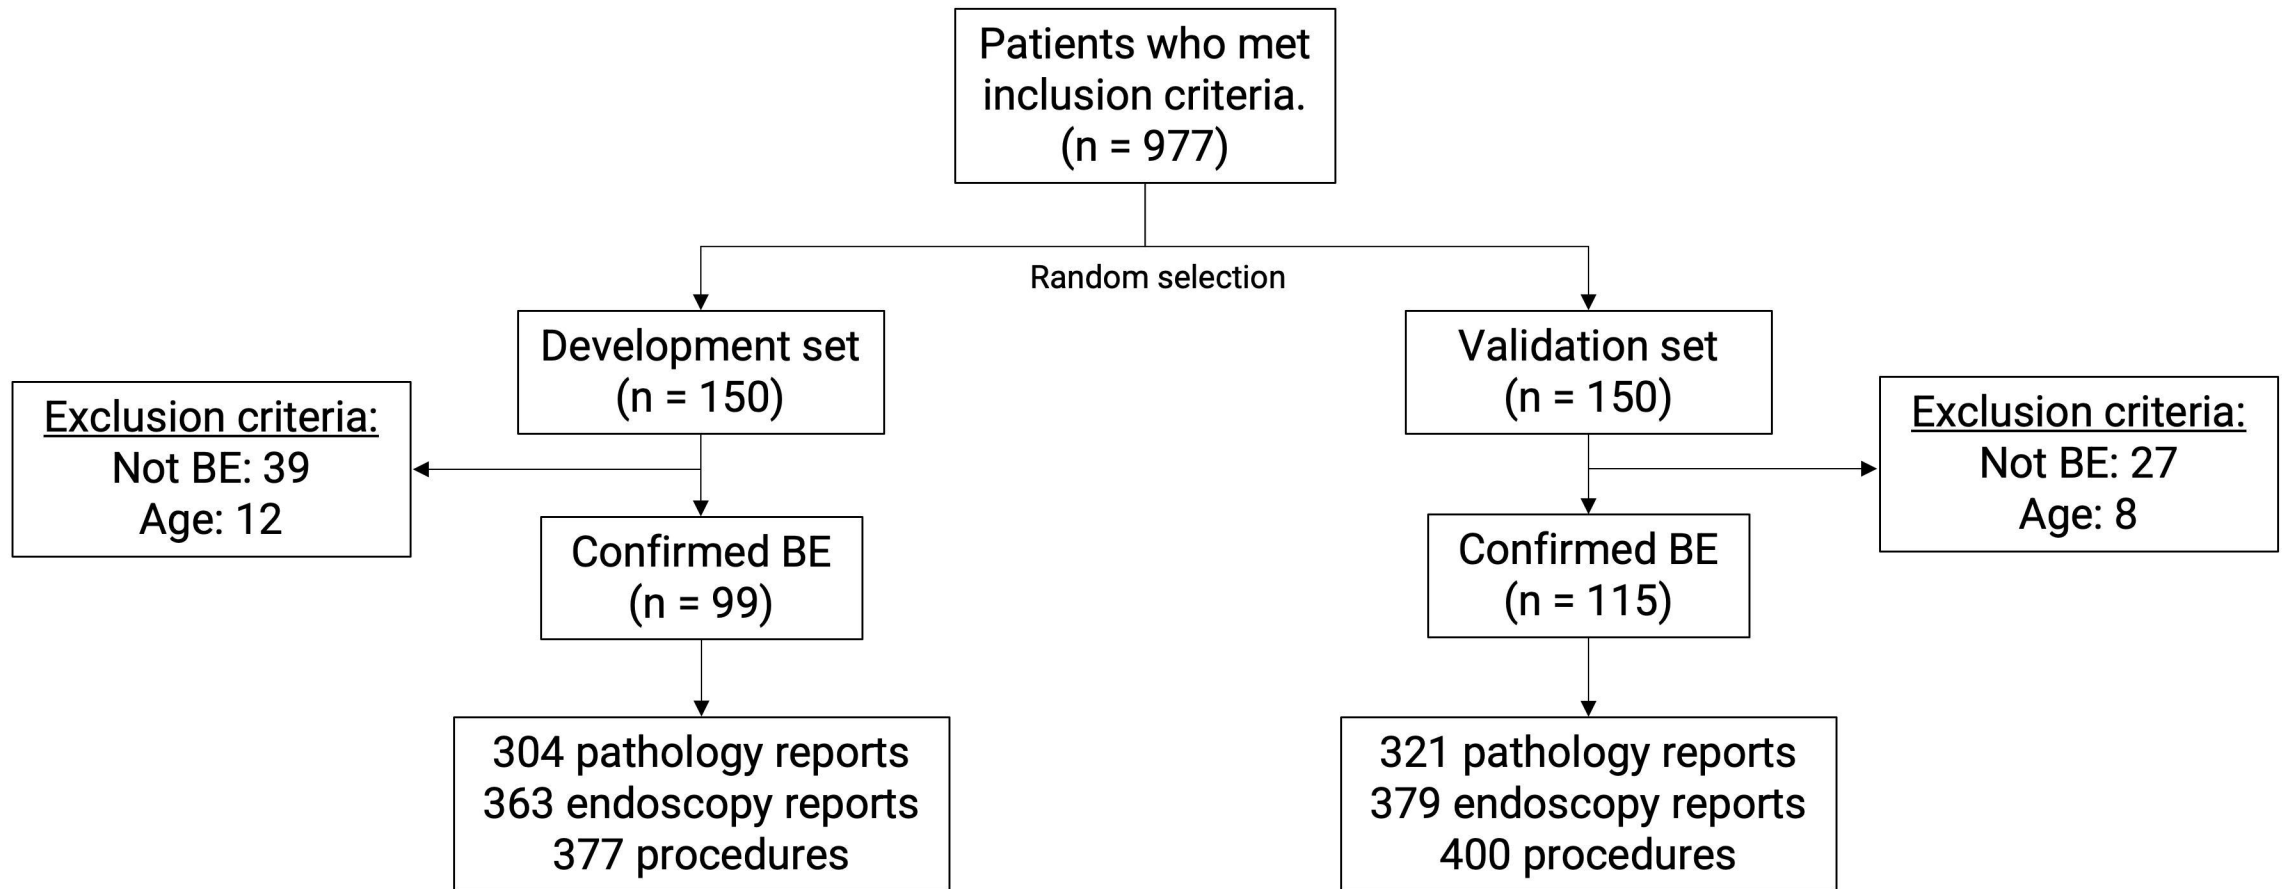 Patients who met
inclusion criteria.
(n = 977)
Random selection
Development set
(n = 150)
Validation set
(n = 150)
Exclusion criteria:
Not BE: 39
Age: 12
Exclusion criteria:
Not BE: 27
Age: 8
Confirmed BE
(n = 99)
Confirmed BE
(n = 115)
304 pathology reports
363 endoscopy reports
377 procedures
321 pathology reports
379 endoscopy reports
400 procedures